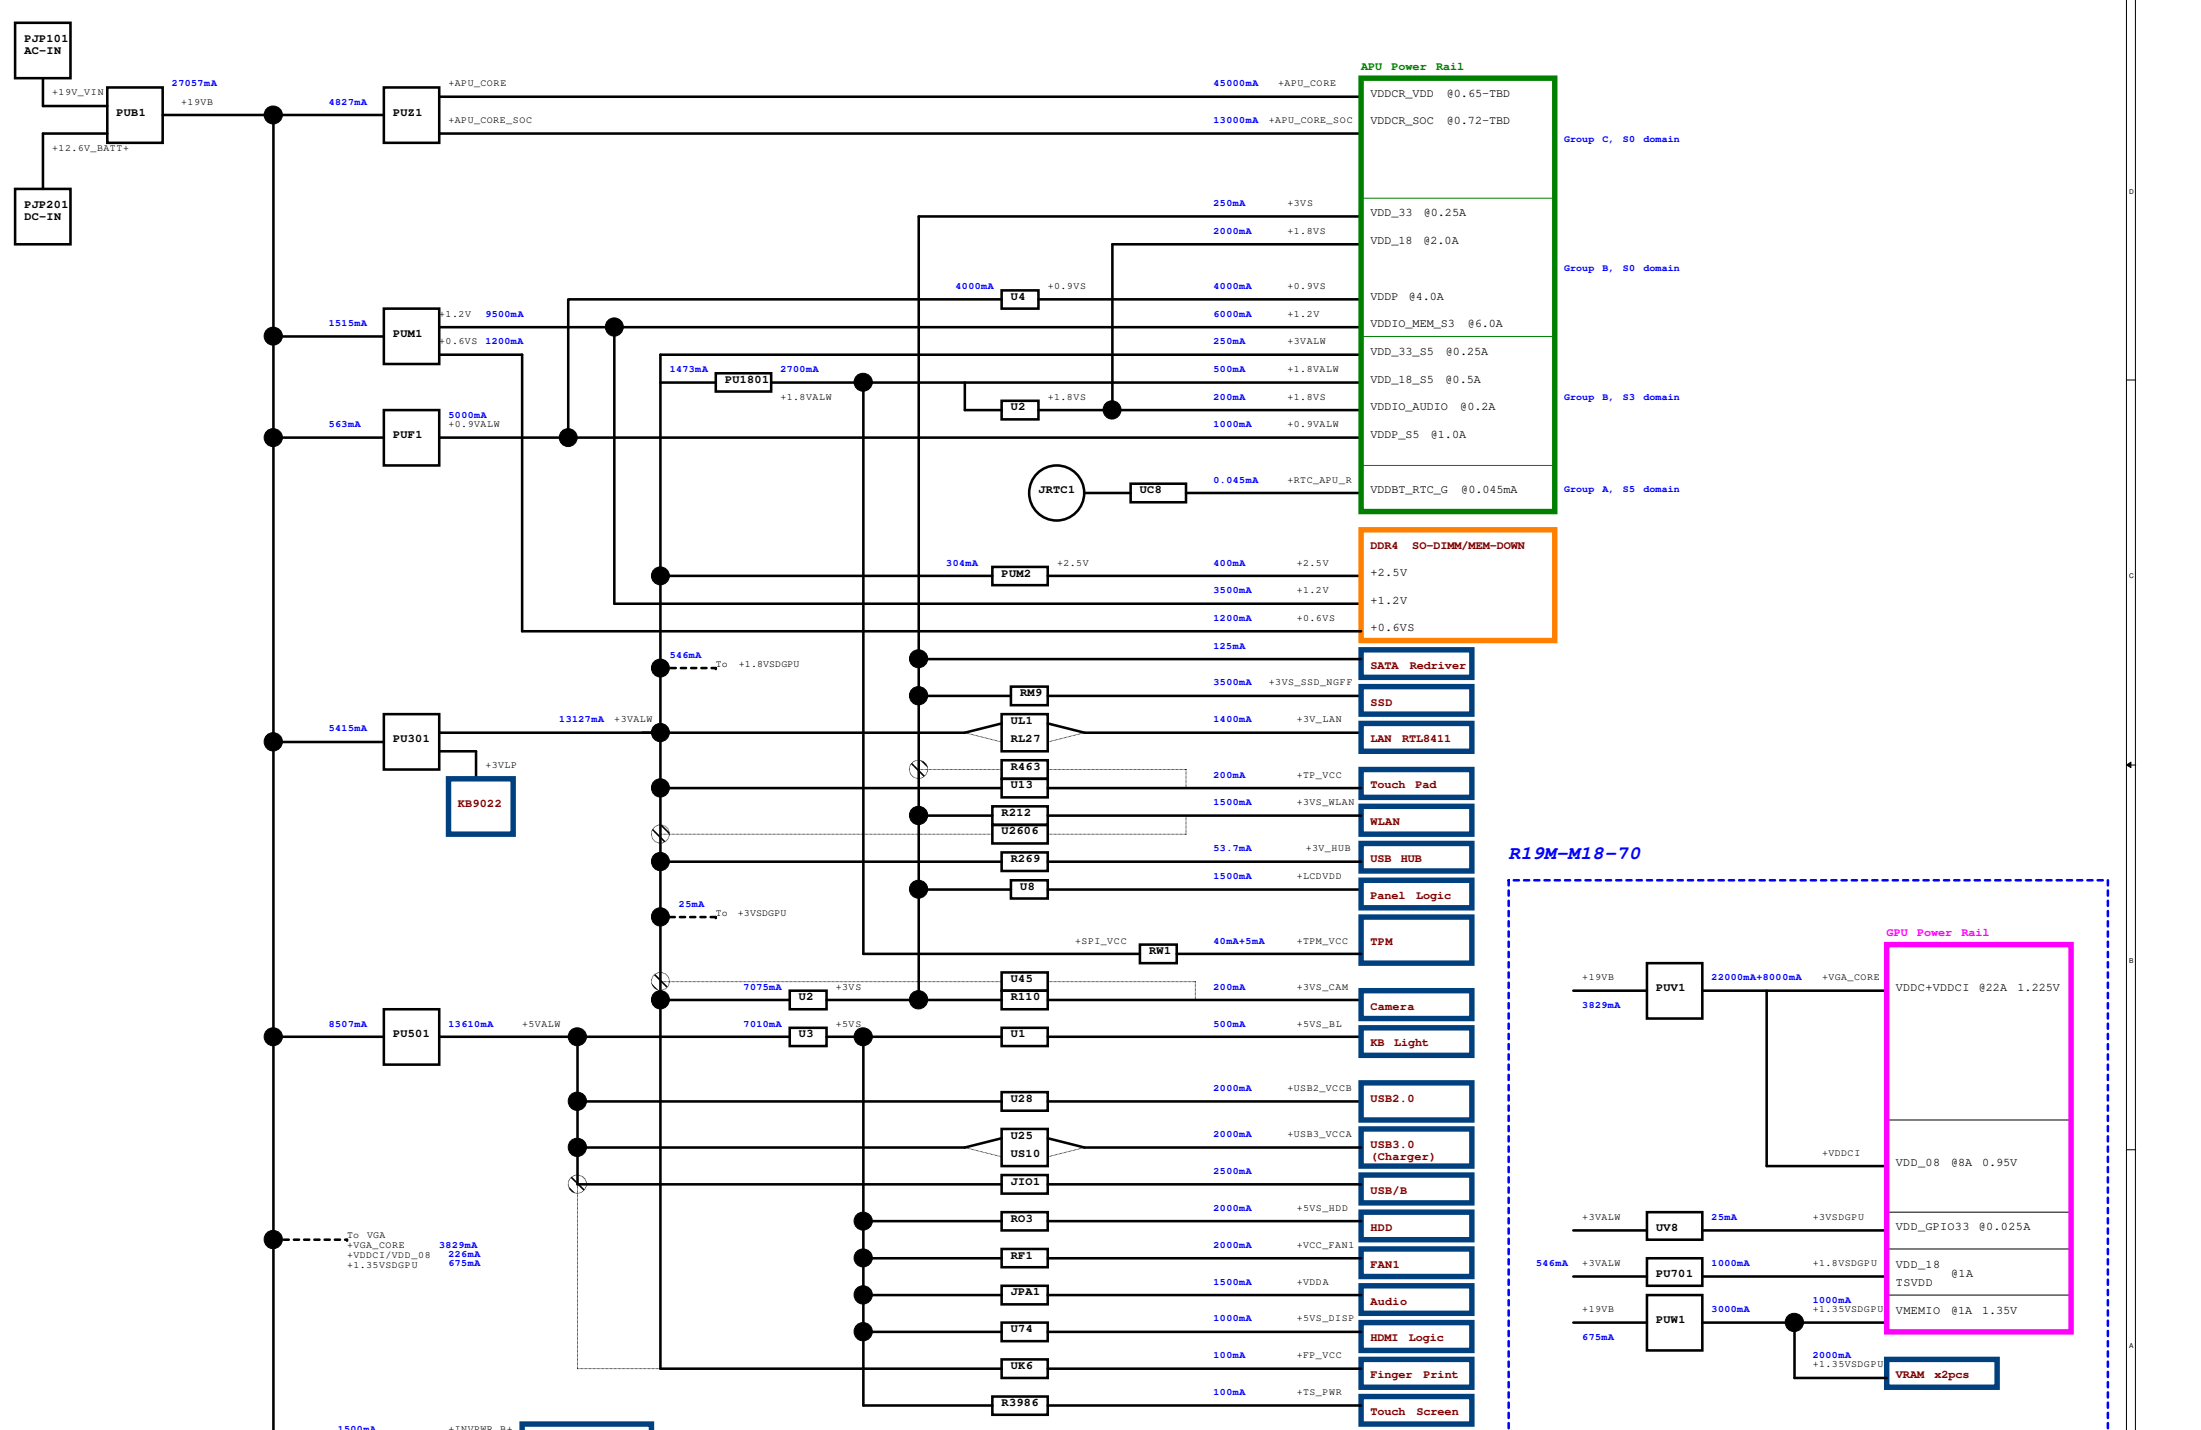 PJP101
AC-IN
+19V_VIN
PUB1
27057mA
+19VB
+12.6V_BATT+
PJP201
DC-IN
4827mA
PUZ1
+APU_CORE
+APU_CORE_SOC
45000mA +APU_CORE
13000mA +APU_CORE_SOC
APU Power Rail
VDDCR_VDD @0.65-TBD
VDDCR_SOC @0.72-TBD
Group C, S0 domain
250mA +3VS
VDD_33 @0.25A
2000mA +1.8VS
VDD_18 @2.0A
Group B, S0 domain
4000mA
U4
+0.9VS
4000mA +0.9VS
VDDP @4.0A
1515mA
PUM1
+1.2V 9500mA
+0.6VS 1200mA
6000mA +1.2V
VDDIO_MEM_S3 @6.0A
250mA +3VALW
VDD_33_S5 @0.25A
1473mA
PU1801
2700mA
+1.8VALW
500mA +1.8VALW
VDD_18_S5 @0.5A
U2
+1.8VS
200mA +1.8VS
VDDIO_AUDIO @0.2A
Group B, S3 domain
563mA
PUF1
5000mA
+0.9VALW
1000mA +0.9VALW
VDDP_S5 @1.0A
JRTC1
UC8
0.045mA +RTC_APU_R
VDDBT_RTC_G @0.045mA
Group A, S5 domain
DDR4 SO-DIMM/MEM-DOWN
304mA
PUM2
+2.5V
400mA +2.5V
+2.5V
3500mA +1.2V
+1.2V
1200mA +0.6VS
+0.6VS
546mA
To +1.8VSDGPU
125mA
SATA Redriver
RM9
3500mA +3VS_SSD_NGFF
SSD
5415mA
PU301
13127mA +3VALW
+3VLP
KB9022
UL1
RL27
1400mA +3V_LAN
LAN RTL8411
R463
U13
200mA +TP_VCC
Touch Pad
R212
U2606
1500mA +3VS_WLAN
WLAN
R269
53.7mA +3V_HUB
USB HUB
U8
1500mA +LCDVDD
Panel Logic
25mA
To +3VSDGPU
+SPI_VCC
RW1
40mA+5mA +TPM_VCC
TPM
7075mA
U2
+3VS
U45
R110
200mA +3VS_CAM
Camera
8507mA
PU501
13610mA
+5VALW
7010mA
U3
+5VS
U1
500mA +5VS_BL
KB Light
U28
2000mA +USB2_VCCB
USB2.0
U25
US10
2000mA +USB3_VCCA
USB3.0
(Charger)
JIO1
2500mA
USB/B
RO3
2000mA +5VS_HDD
HDD
To VGA
+VGA_CORE 3829mA
+VDDCI/VDD_08 226mA
+1.35VSDGPU 675mA
RF1
2000mA +VCC_FAN1
FAN1
JPA1
1500mA +VDDA
Audio
U74
1000mA +5VS_DISP
HDMI Logic
UK6
100mA +FP_VCC
Finger Print
R3986
100mA +TS_PWR
Touch Screen
1500mA
+INVPWR_B+
R19M-M18-70
GPU Power Rail
+19VB
3829mA
PUV1
22000mA+8000mA +VGA_CORE
VDDC+VDDCI @22A 1.225V
+VDDCI
VDD_08 @8A 0.95V
+3VALW
UV8
25mA
+3VSDGPU
VDD_GPIO33 @0.025A
546mA +3VALW
PU701
1000mA
+1.8VSDGPU
VDD_18
TSVDD
@1A
+19VB
675mA
PUW1
3000mA
1000mA
+1.35VSDGPU
VMEMIO @1A 1.35V
2000mA
+1.35VSDGPU
VRAM x2pcs
D
C
B
A